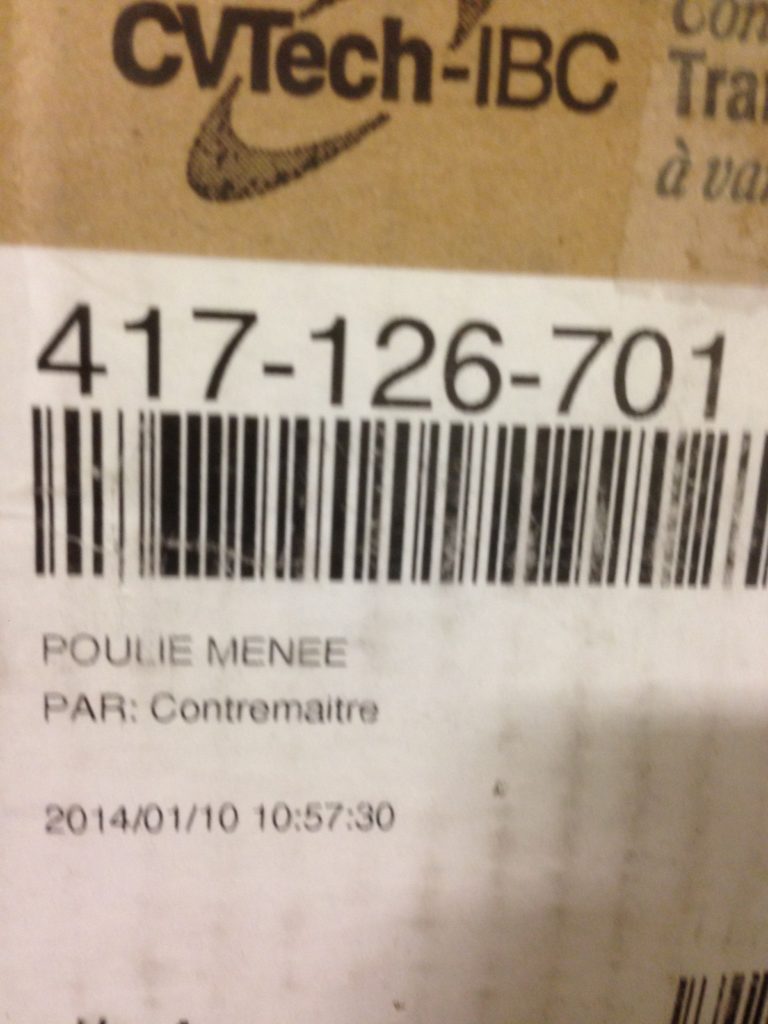 CVTech-IBC
à
417-126-701
POULIE MENEE
PAR: Contremaitre
2014/01/10 10:57:30